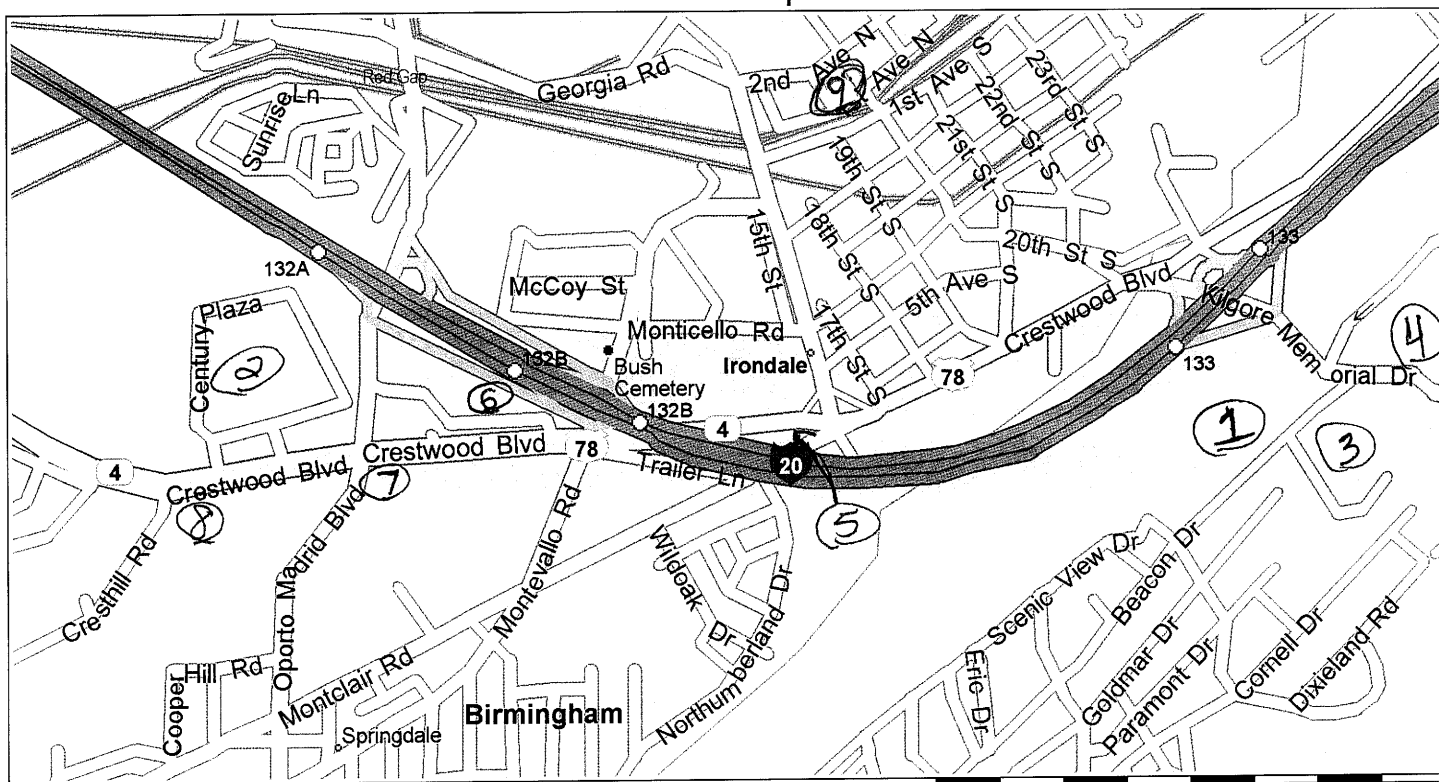 Red Gap
Georgia Rd
2nd Ave N
Ave N
9
1st Ave S
22nd St S
23rd St S
Sunrise Ln
21st St S
19th St S
15th St
18th St S
20th St S
132A
133
McCoy St
5th Ave S
Crestwood Blvd
Kilgore Mem
orial Dr
4
Century Plaza
2
Monticello Rd
17th St S
132B
Bush
Cemetery
Irondale
133
78
6
132B
4
1
3
4
Crestwood Blvd
Crestwood Blvd
78
Trailer Ln
20
7
8
5
Cresthill Rd
Oporto Madrid Blvd
Montevallo Rd
Wildoak Dr
Northumberland Dr
Scenic View Dr
Beacon Dr
Cooper Hill Rd
Montclair Rd
Eric Dr
Goldmar Dr
Paramont Dr
Cornell Dr
Dixieland Rd
Birmingham
Springdale